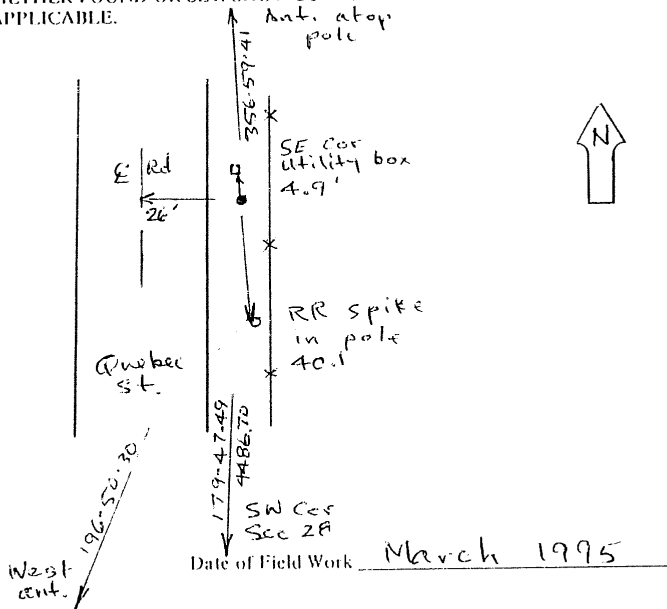 APPLICABLE.
Ant. atop
pole
356-59-41
℄ Rd
26'
SE Cor
Utility box
4.9'
N
RR spike
in pole
40.1
Quebec
st.
179-47-49
4486.70
196-50-30
SW Cor
Sec 28
West
ant.
Date of Field Work March 1995